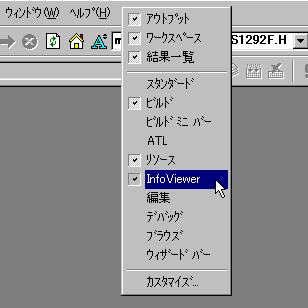 ｳｨﾝﾄﾞｳ(W) ﾍﾙﾌﾟ(H)
S1292F.H
ｱｳﾄﾌﾟｯﾄ
ﾜｰｸｽﾍﾟｰｽ
結果一覧
ｽﾀﾝﾀﾞｰﾄﾞ
ﾋﾞﾙﾄﾞ
ﾋﾞﾙﾄﾞ ﾐﾆ ﾊﾞｰ
ATL
ﾘｿｰｽ
InfoViewer
編集
ﾃﾞﾊﾞｯｸﾞ
ﾌﾞﾗｳｽﾞ
ｳｨｻﾞｰﾄﾞ ﾊﾞｰ
ｶｽﾀﾏｲｽﾞ...